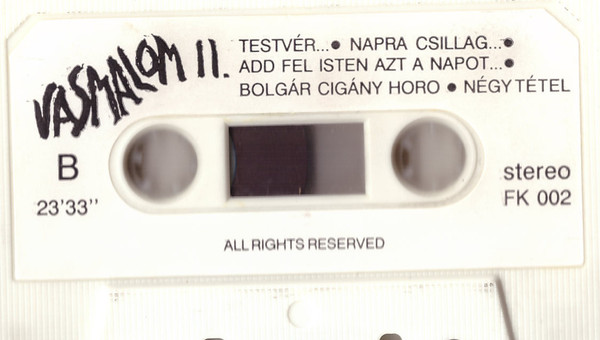 VASMALOM II.
TESTVÉR...● NAPRA CSILLAG...●
ADD FEL ISTEN AZT A NAPOT...●
BOLGÁR CIGÁNY HORO ● NÉGY TÉTEL
B
23'33''
stereo
FK 002
ALL RIGHTS RESERVED